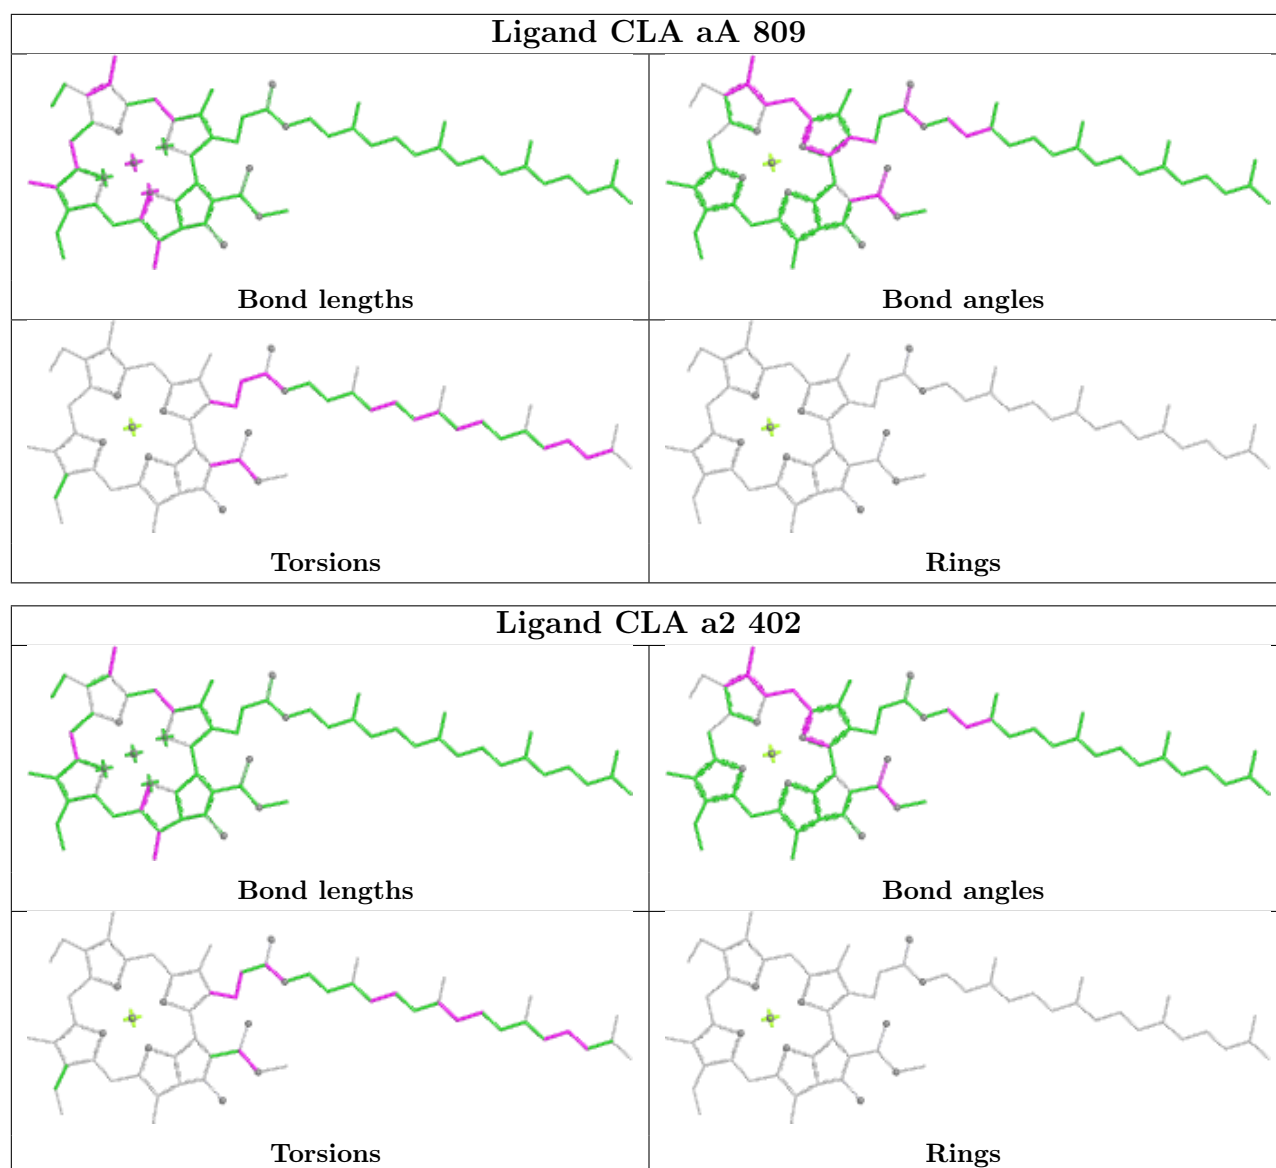 Ligand CLA aA 809
Bond lengths
Bond angles
Torsions
Rings
Ligand CLA a2 402
Bond lengths
Bond angles
Torsions
Rings